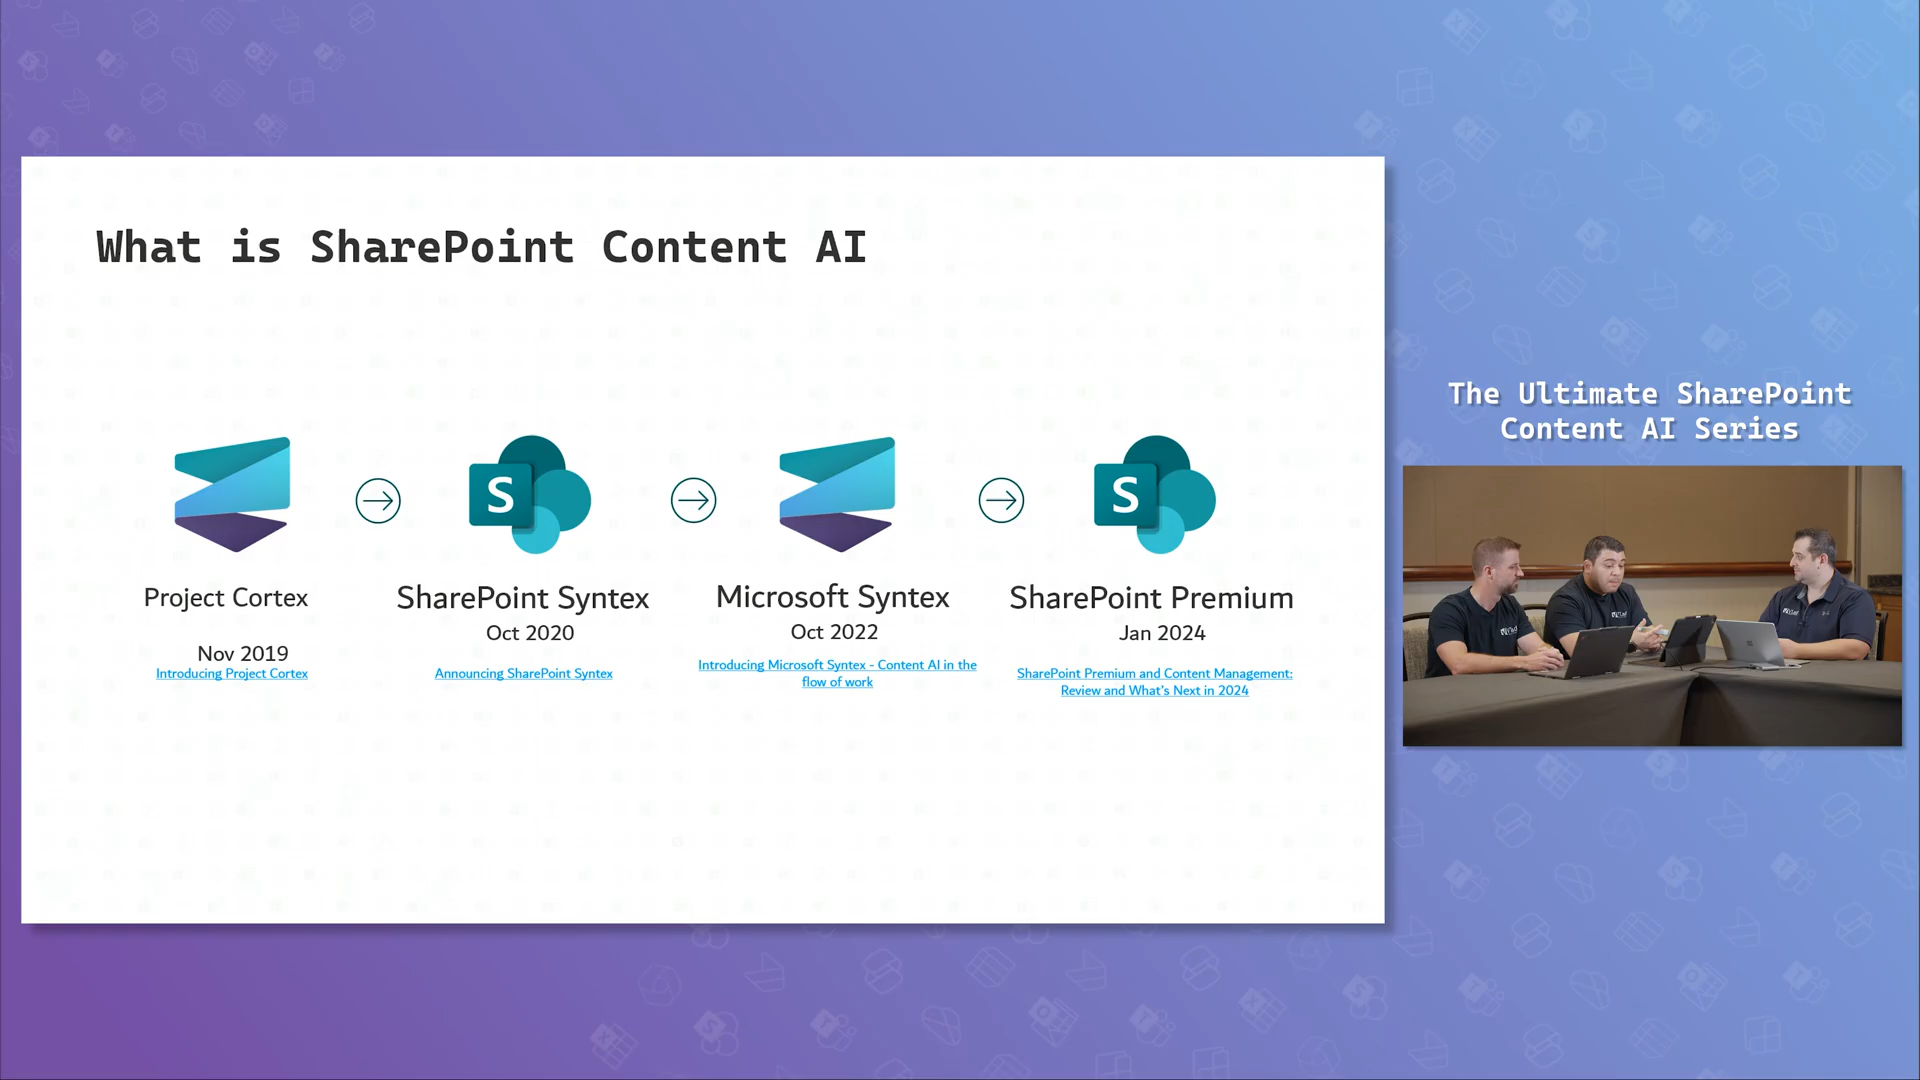 What is SharePoint Content AI
S
S
Project Cortex
Nov 2019
Introducing Project Cortex
SharePoint Syntex
Oct 2020
Announcing SharePoint Syntex
Microsoft Syntex
Oct 2022
Introducing Microsoft Syntex - Content AI in the
flow of work
SharePoint Premium
Jan 2024
SharePoint Premium and Content Management:
Review and What's Next in 2024
The Ultimate SharePoint
Content AI Series